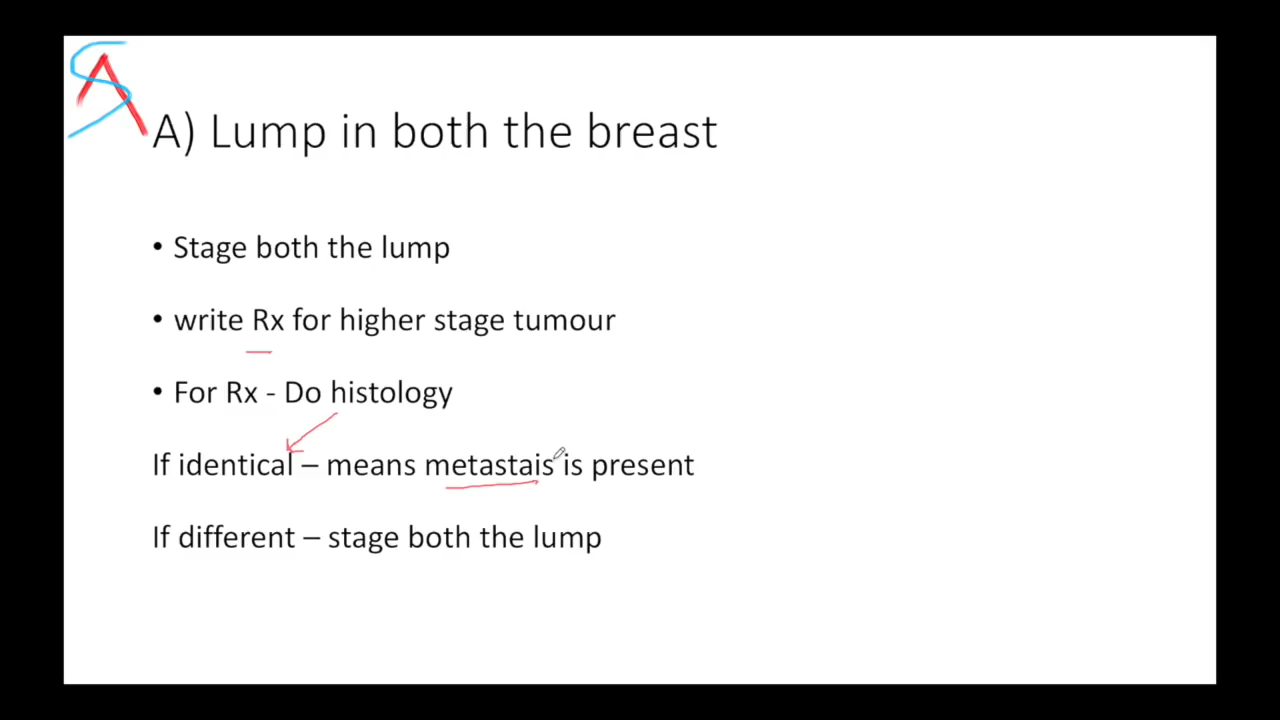 SA
A) Lump in both the breast
• Stage both the lump
• write Rx for higher stage tumour
• For Rx - Do histology
If identical – means metastais is present
If different – stage both the lump